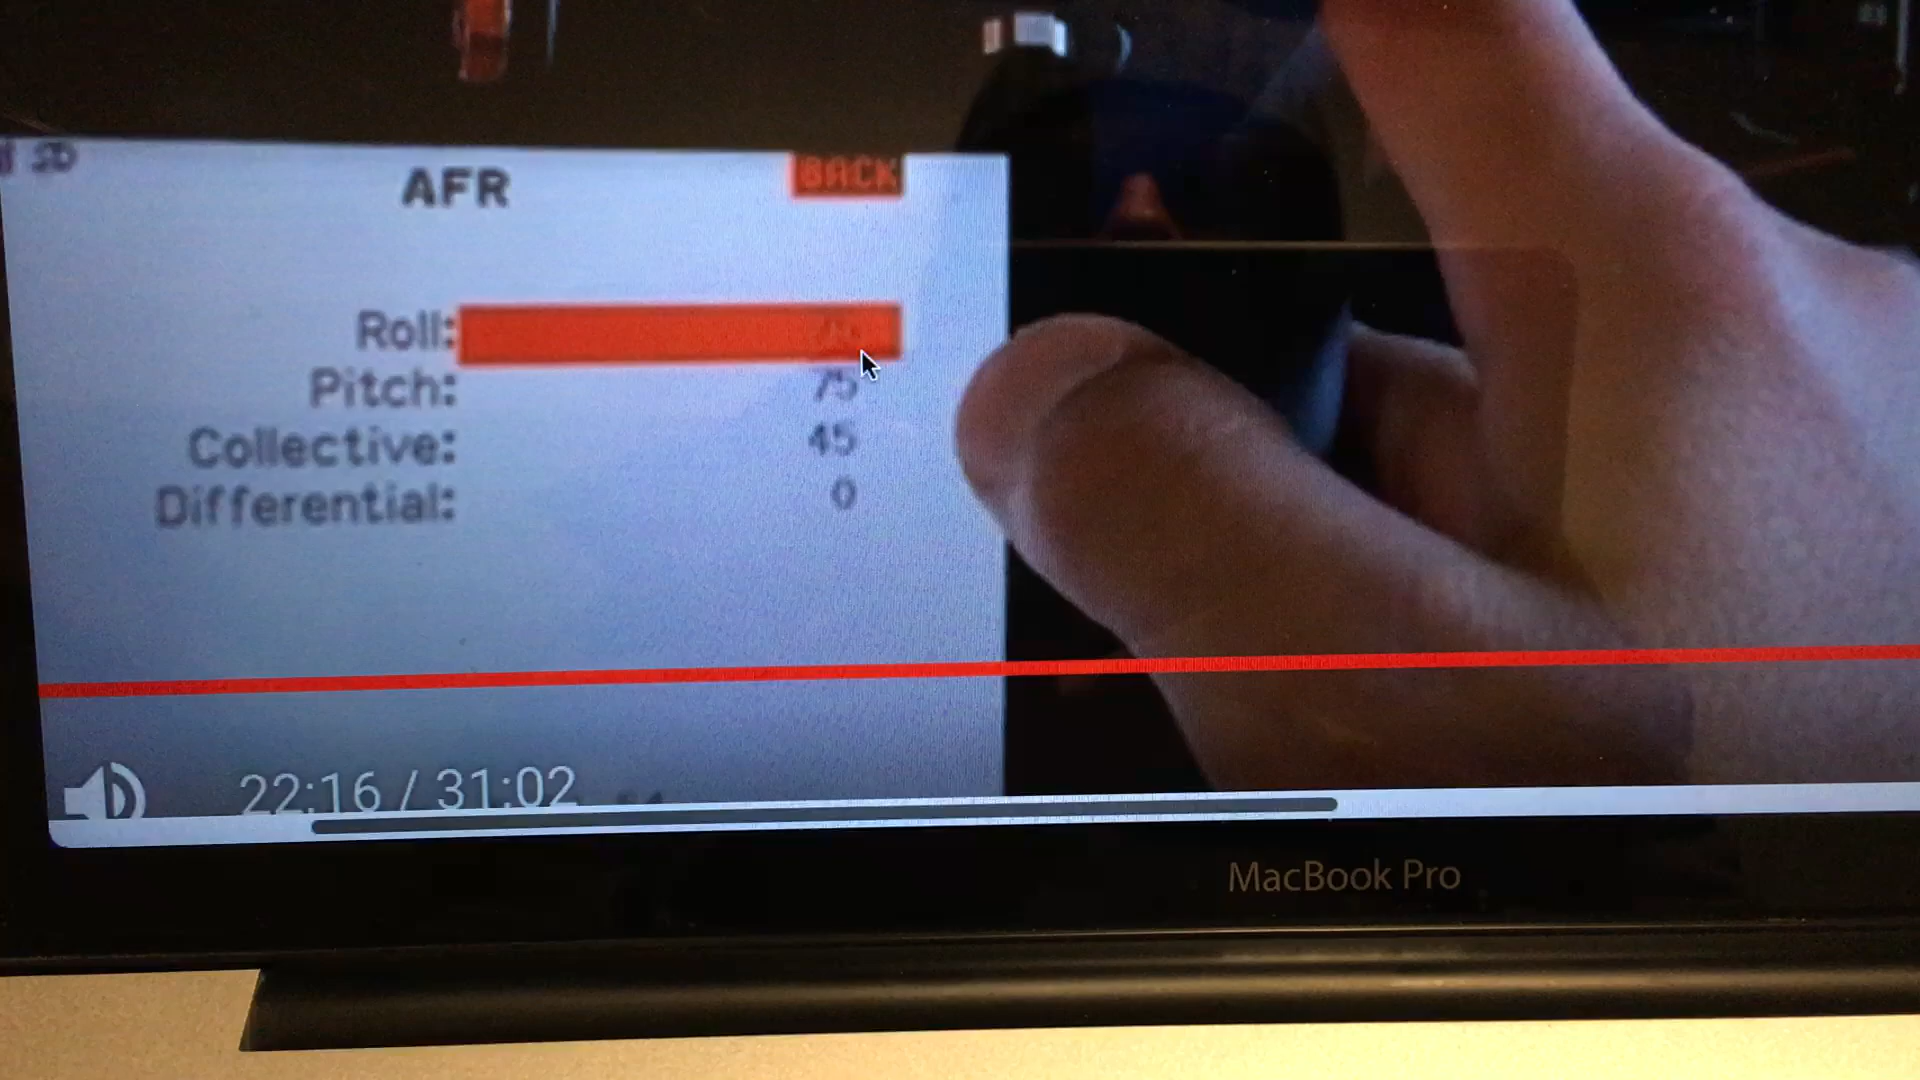 AFR
BACK
Roll:
Pitch: 75
Collective: 45
Differential: 0
22:16 / 31:02
MacBook Pro